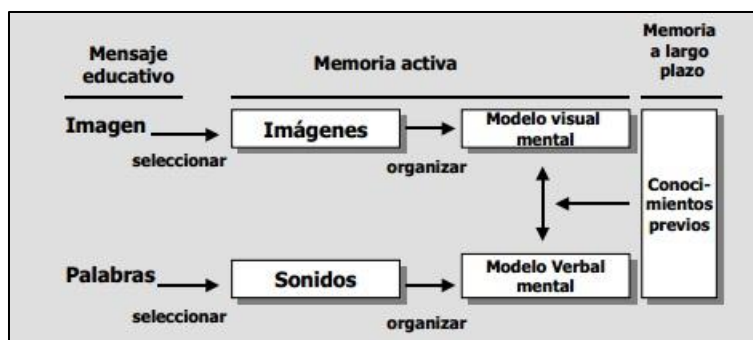 Mensaje
educativo
Memoria activa
Memoria
a largo
plazo
Imagen
seleccionar
Imágenes
organizar
Modelo visual
mental
Conoci-
mientos
previos
Palabras
seleccionar
Sonidos
organizar
Modelo Verbal
mental